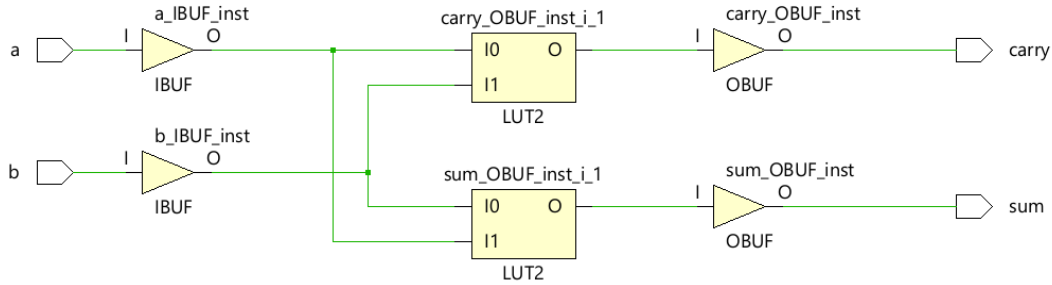 a_IBUF_inst
carry_OBUF_inst_i_1
carry_OBUF_inst
a
I
O
IBUF
I0
O
I1
LUT2
I
O
OBUF
carry
b_IBUF_inst
sum_OBUF_inst_i_1
sum_OBUF_inst
b
I
O
IBUF
I0
O
I1
LUT2
I
O
OBUF
sum